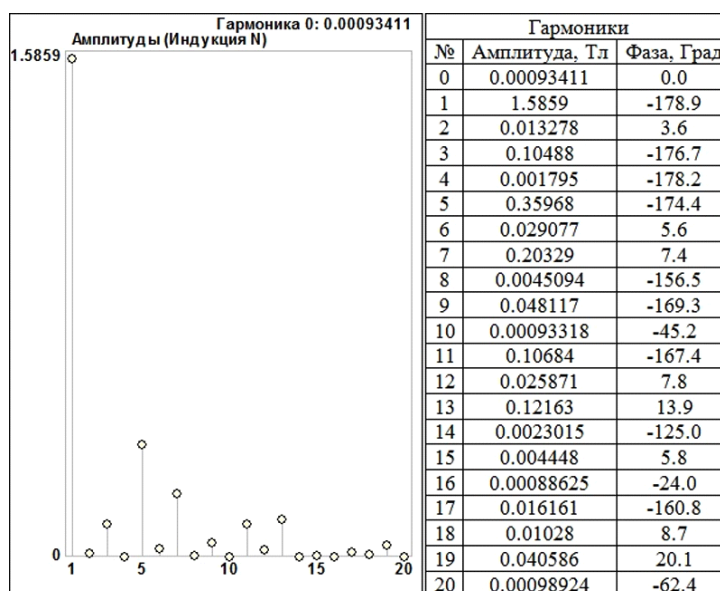 Гармоника 0: 0.00093411
Амплитуды (Индукция N)
1.5859
0
1 5 10 15 20
Гармоники
№ Амплитуда, Тл Фаза, Град
0 0.00093411 0.0
1 1.5859 -178.9
2 0.013278 3.6
3 0.10488 -176.7
4 0.001795 -178.2
5 0.35968 -174.4
6 0.029077 5.6
7 0.20329 7.4
8 0.0045094 -156.5
9 0.048117 -169.3
10 0.00093318 -45.2
11 0.10684 -167.4
12 0.025871 7.8
13 0.12163 13.9
14 0.0023015 -125.0
15 0.004448 5.8
16 0.00088625 -24.0
17 0.016161 -160.8
18 0.01028 8.7
19 0.040586 20.1
20 0.00098924 -62.4